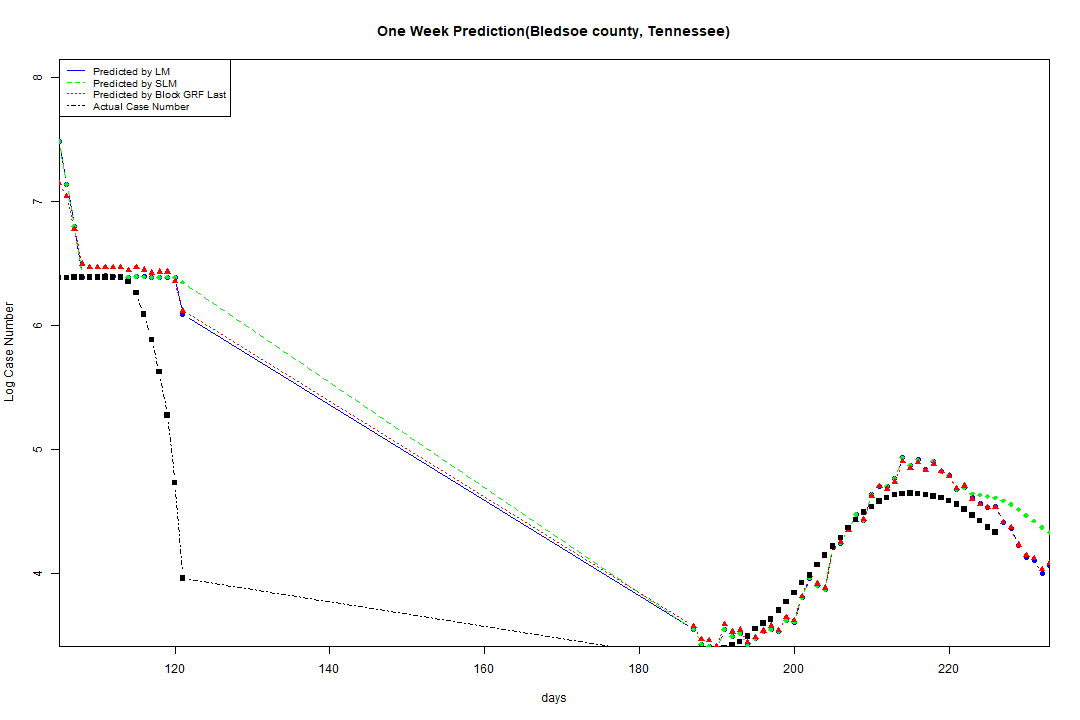 One Week Prediction(Bledsoe county, Tennessee)
Predicted by LM
Predicted by SLM
Predicted by Block GRF Last
Actual Case Number
8
7
6
5
4
Log Case Number
120 140 160 180 200 220
days